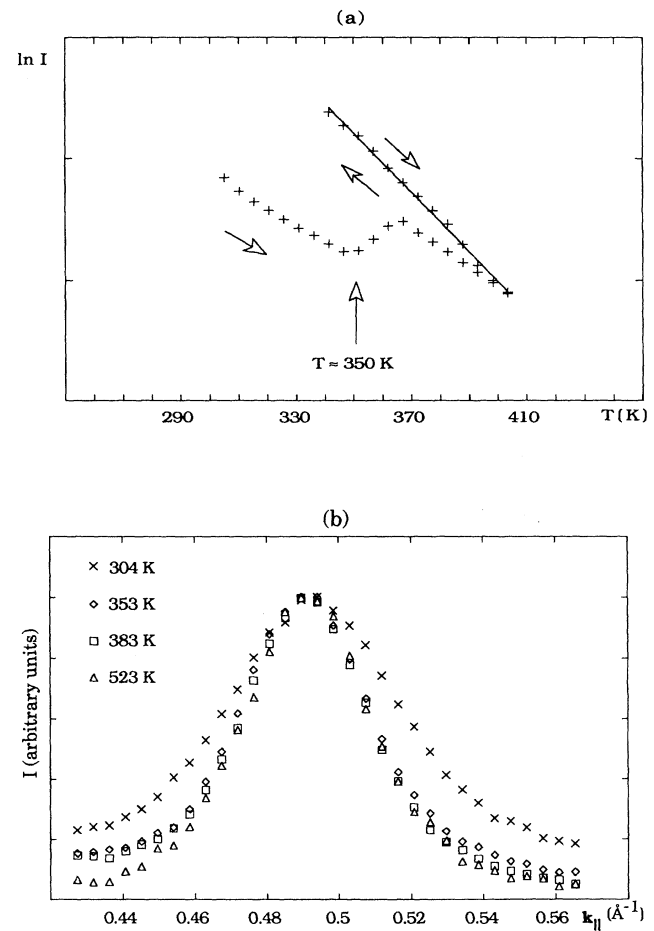 (a)
ln I
T ≈ 350 K
290 330 370 410 T(K)
(b)
× 304 K
◇ 353 K
□ 383 K
△ 523 K
I (arbitrary units)
0.44 0.46 0.48 0.5 0.52 0.54 0.56 k|| (Å⁻¹)